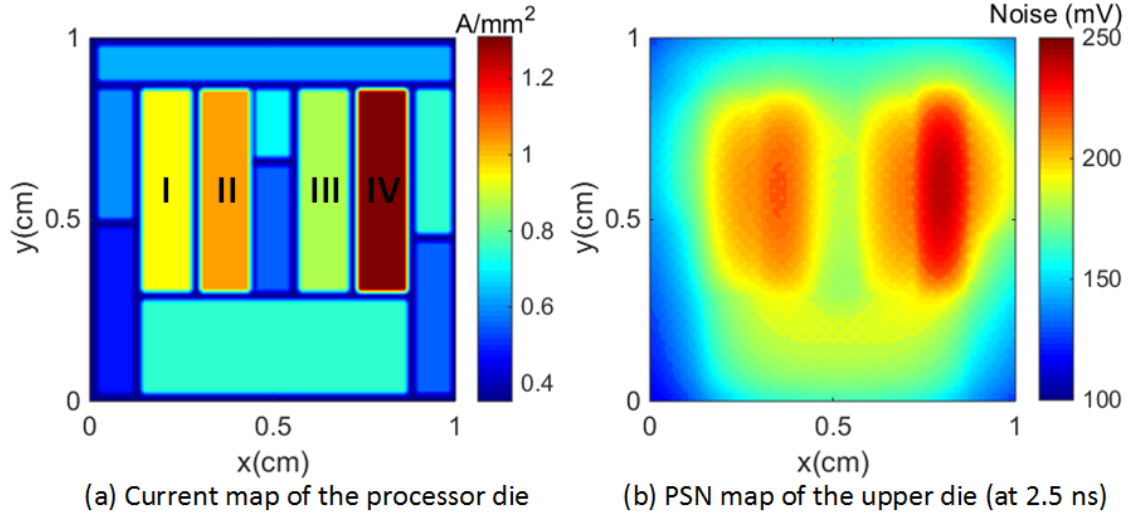 A/mm²
1
0.5
0
y(cm)
I
II
III
IV
0
0.5
1
x(cm)
1.2
1
0.8
0.6
0.4
(a) Current map of the processor die
Noise (mV)
1
0.5
0
y(cm)
0
0.5
1
x(cm)
250
200
150
100
(b) PSN map of the upper die (at 2.5 ns)